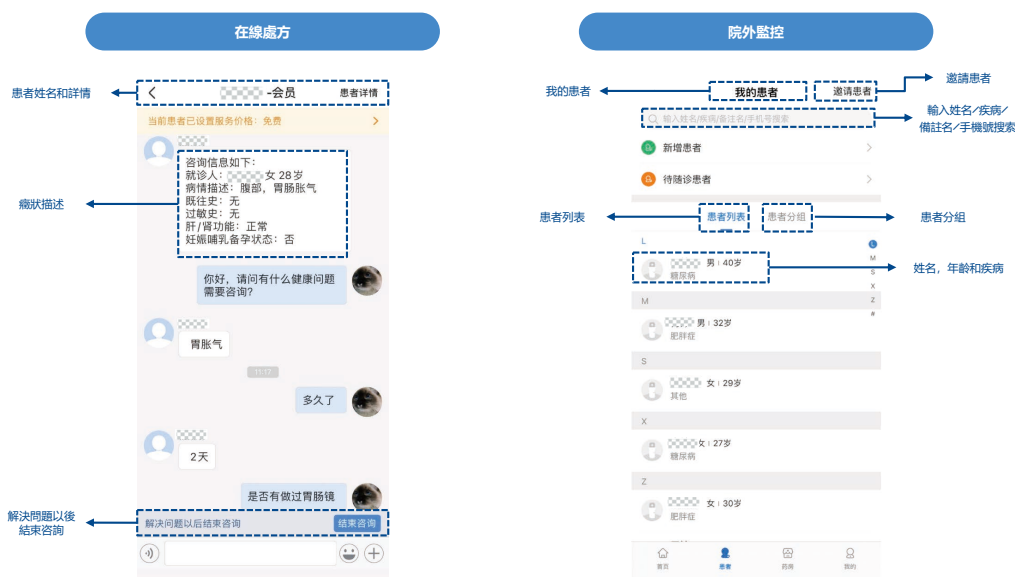 在線處方
患者姓名和詳情
-会员
患者详情
当前患者已设置服务价格：免费
咨询信息如下：
就诊人： 女 28岁
病情描述：腹部，胃肠胀气
既往史：无
过敏史：无
肝/肾功能：正常
妊娠哺乳备孕状态：否
癥狀描述
你好，请问有什么健康问题
需要咨询?
胃胀气
11:17
多久了
2天
是否有做过胃肠镜
解决问题以后结束咨询
结束咨询
解決問題以後
結束咨詢
院外監控
我的患者
我的患者
邀请患者
邀請患者
输入姓名/疾病/备注名/手机号搜索
輸入姓名/疾病/
備註名/手機號搜索
新增患者
待随诊患者
患者列表
患者列表
患者分组
患者分組
L
男 | 40岁
糖尿病
姓名，年齡和疾病
M
男 | 32岁
肥胖症
S
女 | 29岁
其他
X
女 | 27岁
糖尿病
Z
女 | 30岁
肥胖症
L
M
S
X
Z
#
首页
患者
药房
我的